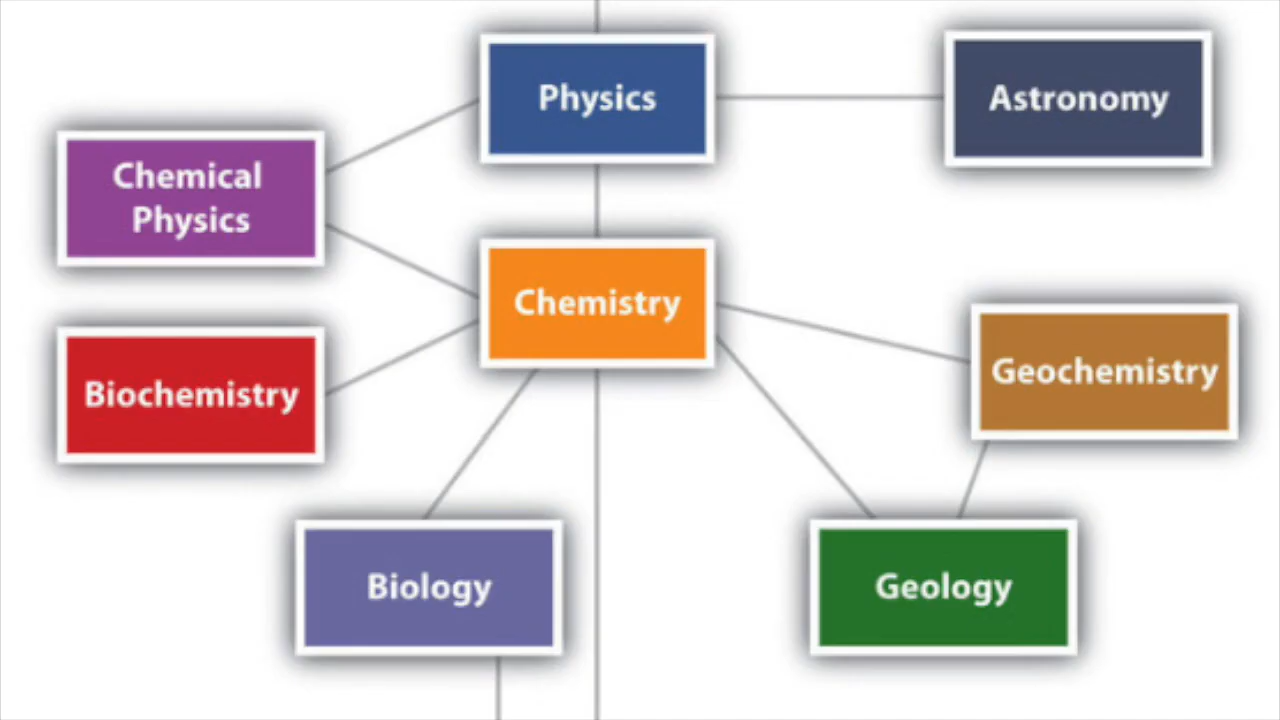 Physics
Astronomy
Chemical
Physics
Chemistry
Geochemistry
Biochemistry
Biology
Geology